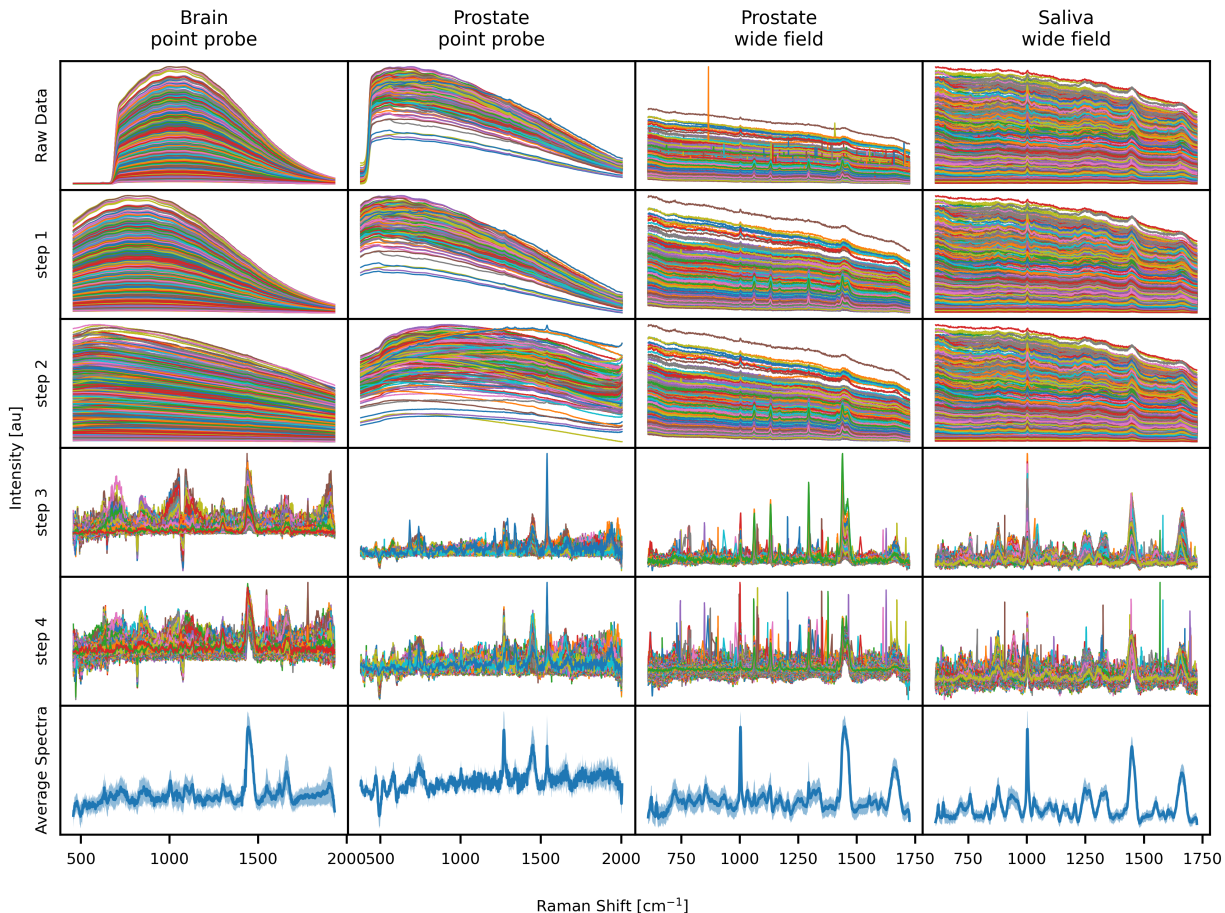 Brain
point probe
Prostate
point probe
Prostate
wide field
Saliva
wide field
Raw Data
step 1
step 2
step 3
step 4
Average Spectra
Intensity [au]
500 1000 1500 2000
500 1000 1500 2000
750 1000 1250 1500 1750
750 1000 1250 1500 1750
Raman Shift [cm⁻¹]